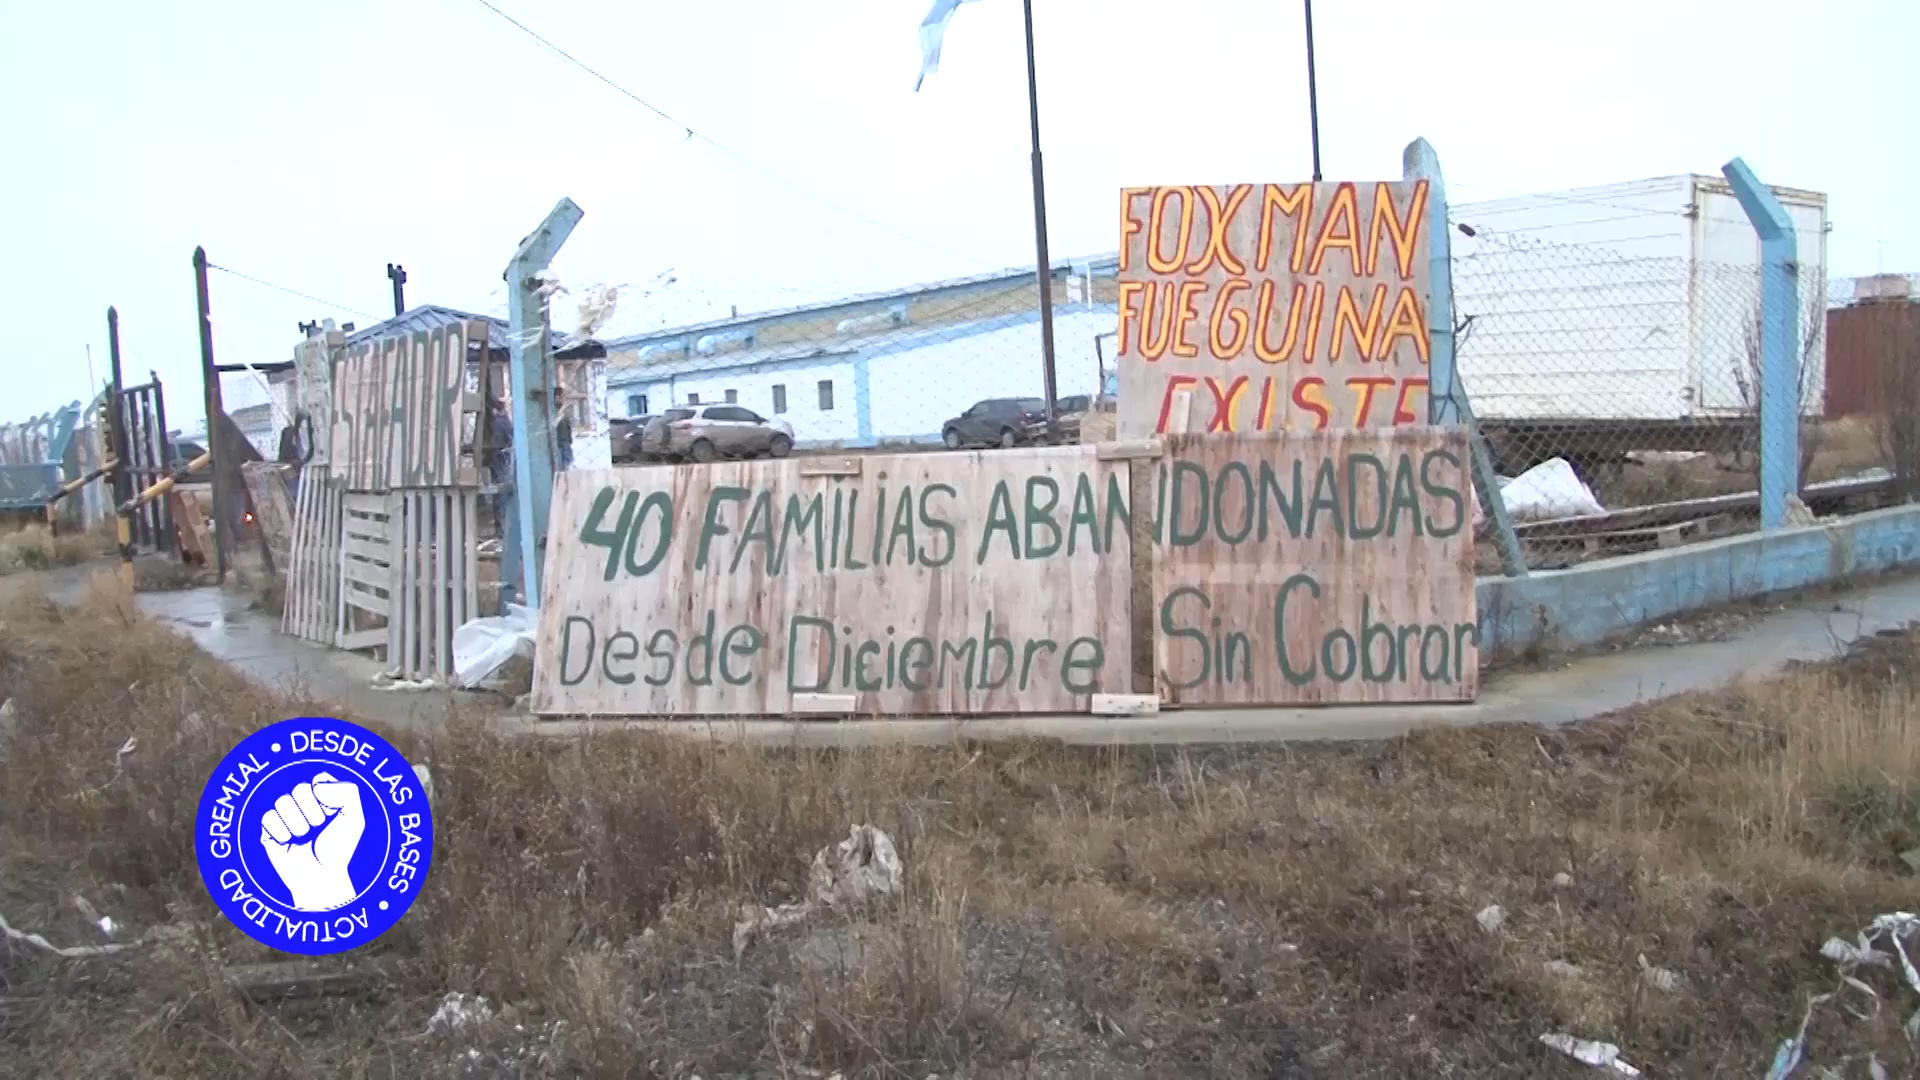 FOXMAN
FUEGUINA
EXISTE
ESTAFADOR
40 FAMILIAS ABANDONADAS
Desde Diciembre Sin Cobrar
• DESDE LAS BASES • ACTUALIDAD GREMIAL